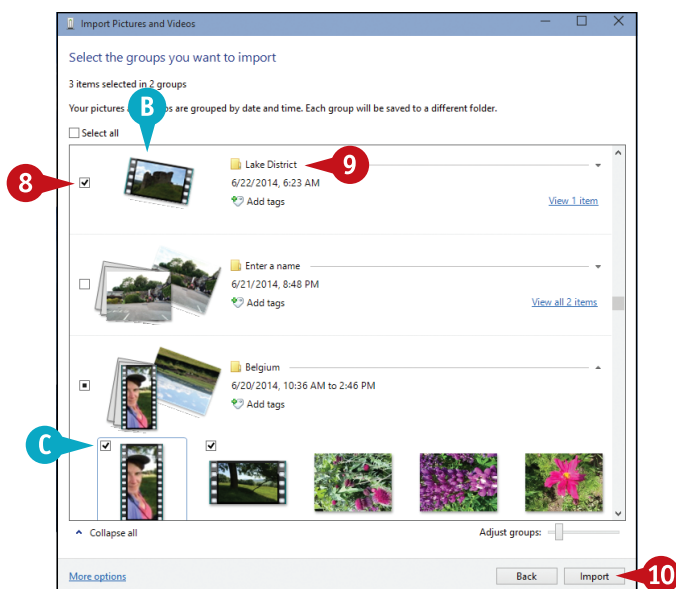 Import Pictures and Videos
Select the groups you want to import
3 items selected in 2 groups
Your pictures are grouped by date and time. Each group will be saved to a different folder.
B
Select all
8
Lake District
9
6/22/2014, 6:23 AM
Add tags
View 1 item
Enter a name
6/21/2014, 8:48 PM
Add tags
View all 2 items
Belgium
6/20/2014, 10:36 AM to 2:46 PM
Add tags
C
Collapse all
Adjust groups:
More options
Back
Import
10